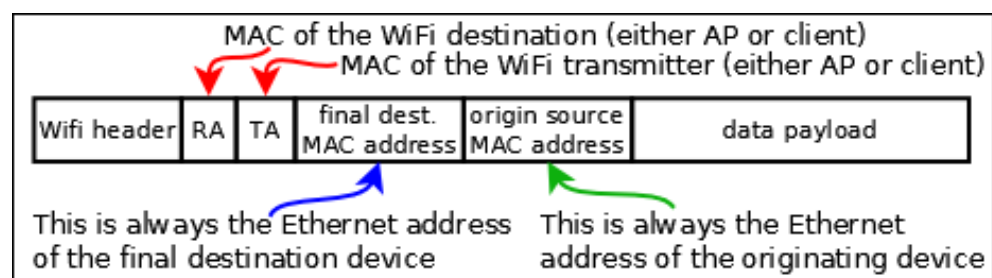 MAC of the WiFi destination (either AP or client)
MAC of the WiFi transmitter (either AP or client)
Wifi header
RA
TA
final dest.
MAC address
origin source
MAC address
data payload
This is always the Ethernet address
of the final destination device
This is always the Ethernet
address of the originating device